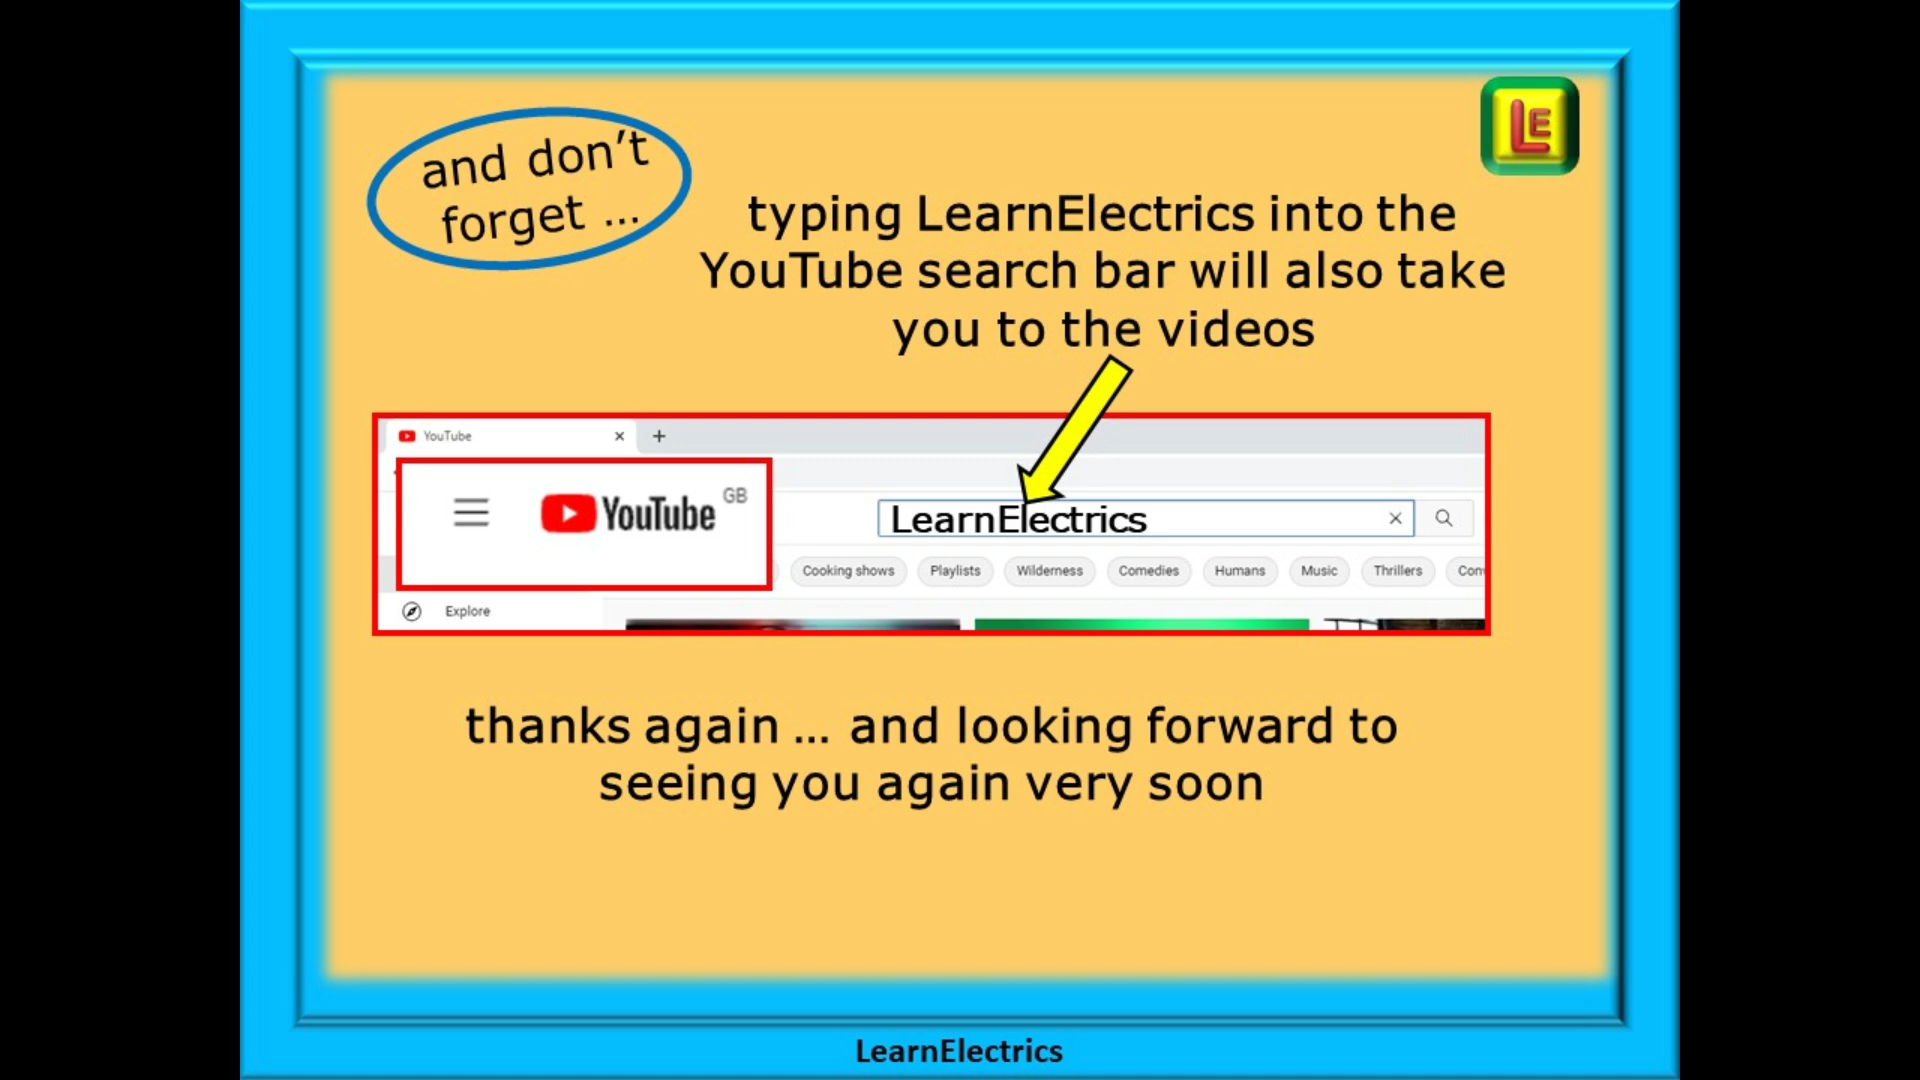 and don't
forget ...
LE
typing LearnElectrics into the
YouTube search bar will also take
you to the videos
YouTube
YouTube GB
LearnElectrics
Cooking shows Playlists Wilderness Comedies Humans Music Thrillers
Explore
thanks again ... and looking forward to
seeing you again very soon
LearnElectrics